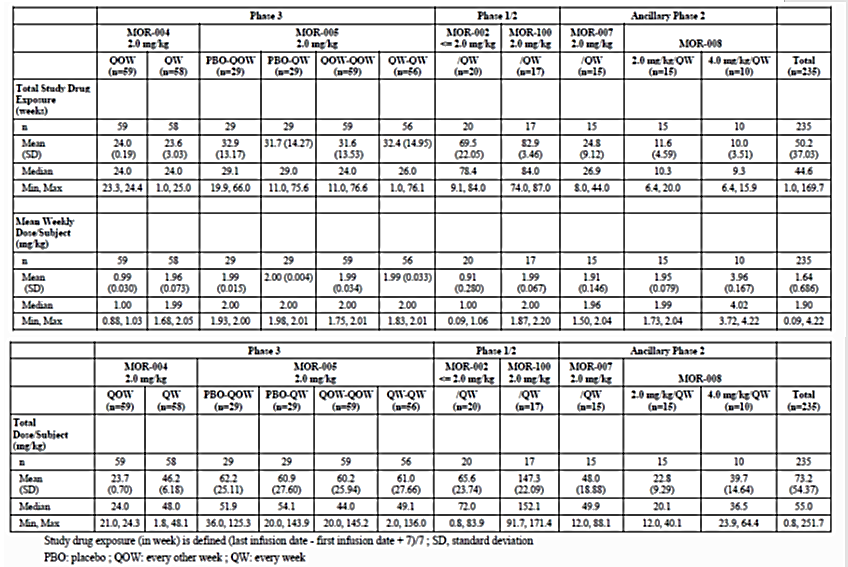 Phase 3 Phase 1/2 Ancillary Phase 2
MOR-004 MOR-005 MOR-002 MOR-100 MOR-007 MOR-008
2.0 mg/kg 2.0 mg/kg <= 2.0 mg/kg 2.0 mg/kg 2.0 mg/kg
QOW QW PBO-QOW PBO-QW QOW-QOW QW-QW /QW /QW /QW 2.0 mg/kg/QW 4.0 mg/kg/QW Total
(n=59) (n=58) (n=29) (n=29) (n=59) (n=56) (n=20) (n=17) (n=15) (n=15) (n=10) (n=235)
Total Study Drug
Exposure
(weeks)
n 59 58 29 29 59 56 20 17 15 15 10 235
Mean 24.0 23.6 32.9 31.7 (14.27) 31.6 32.4 (14.95) 69.5 82.9 24.8 11.6 10.0 50.2
(SD) (0.19) (3.03) (13.17) (13.53) (22.05) (3.46) (9.12) (4.59) (3.51) (37.03)
Median 24.0 24.0 29.1 29.0 24.0 26.0 78.4 84.0 26.9 10.3 9.3 44.6
Min, Max 23.3, 24.4 1.0, 25.0 19.9, 66.0 11.0, 75.6 11.0, 76.6 1.0, 76.1 9.1, 84.0 74.0, 87.0 8.0, 44.0 6.4, 20.0 6.4, 15.9 1.0, 169.7
Mean Weekly
Dose/Subject
(mg/kg)
n 59 58 29 29 59 56 20 17 15 15 10 235
Mean 0.99 1.96 1.99 2.00 (0.004) 1.99 1.99 (0.033) 0.91 1.99 1.91 1.95 3.96 1.64
(SD) (0.030) (0.073) (0.015) (0.034) (0.280) (0.067) (0.146) (0.079) (0.167) (0.686)
Median 1.00 1.99 2.00 2.00 2.00 2.00 1.00 2.00 1.96 1.99 4.02 1.90
Min, Max 0.88, 1.03 1.68, 2.05 1.93, 2.00 1.98, 2.01 1.75, 2.01 1.83, 2.01 0.09, 1.06 1.87, 2.20 1.50, 2.04 1.73, 2.04 3.72, 4.22 0.09, 4.22
Phase 3 Phase 1/2 Ancillary Phase 2
MOR-004 MOR-005 MOR-002 MOR-100 MOR-007 MOR-008
2.0 mg/kg 2.0 mg/kg <= 2.0 mg/kg 2.0 mg/kg 2.0 mg/kg
QOW QW PBO-QOW PBO-QW QOW-QOW QW-QW /QW /QW /QW 2.0 mg/kg/QW 4.0 mg/kg/QW Total
(n=59) (n=58) (n=29) (n=29) (n=59) (n=56) (n=20) (n=17) (n=15) (n=15) (n=10) (n=235)
Total
Dose/Subject
(mg/kg)
n 59 58 29 29 59 56 20 17 15 15 10 235
Mean 23.7 46.2 62.2 60.9 60.2 61.0 65.6 147.3 48.0 22.8 39.7 73.2
(SD) (0.70) (6.18) (25.11) (27.60) (25.94) (27.66) (23.74) (22.09) (18.88) (9.29) (14.64) (54.37)
Median 24.0 48.0 51.9 54.1 44.0 49.1 72.0 152.1 49.9 20.1 36.5 55.0
Min, Max 21.0, 24.3 1.8, 48.1 36.0, 125.3 20.0, 143.9 20.0, 145.2 2.0, 136.0 0.8, 83.9 91.7, 171.4 12.0, 88.1 12.0, 40.1 23.9, 64.4 0.8, 251.7
Study drug exposure (in week) is defined (last infusion date - first infusion date + 7)/7 ; SD, standard deviation
PBO: placebo ; QOW: every other week ; QW: every week